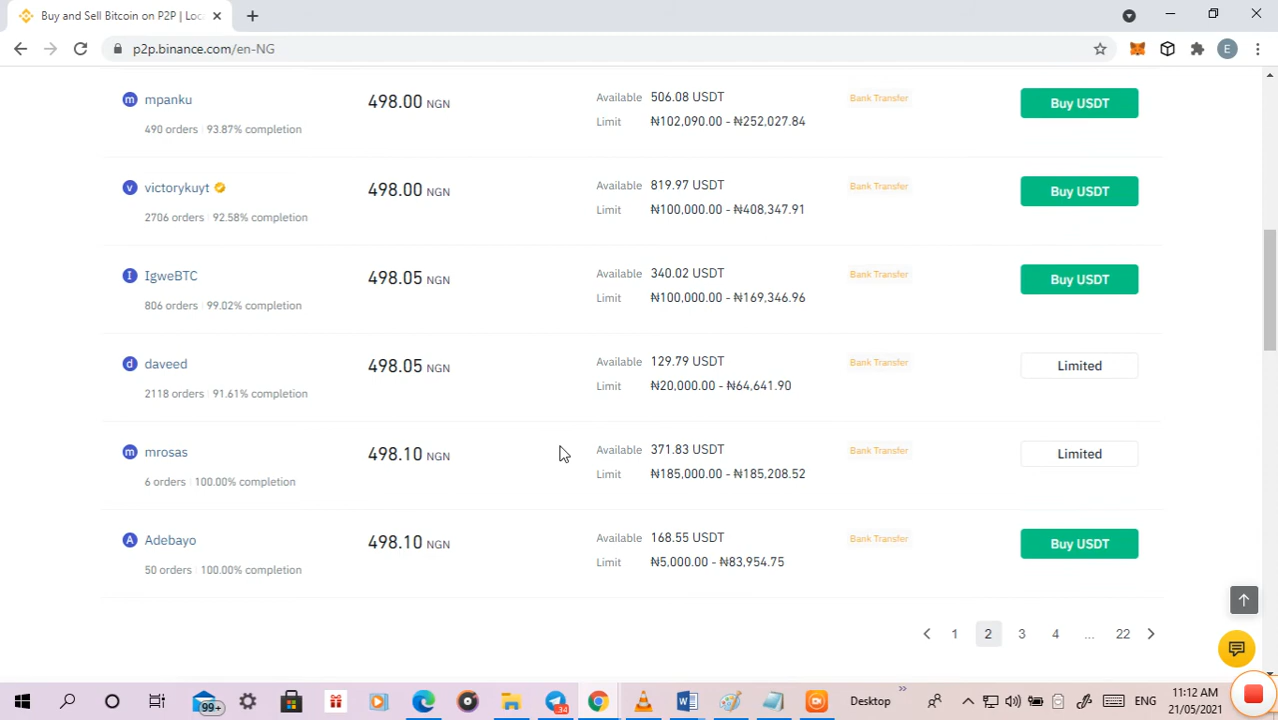 Buy and Sell Bitcoin on P2P | Loc
p2p.binance.com/en-NG
E
m mpanku
490 orders | 93.87% completion
498.00 NGN
Available 506.08 USDT
Limit ₦102,090.00 - ₦252,027.84
Bank Transfer
Buy USDT
v victorykuyt
2706 orders | 92.58% completion
498.00 NGN
Available 819.97 USDT
Limit ₦100,000.00 - ₦408,347.91
Bank Transfer
Buy USDT
I IgweBTC
806 orders | 99.02% completion
498.05 NGN
Available 340.02 USDT
Limit ₦100,000.00 - ₦169,346.96
Bank Transfer
Buy USDT
d daveed
2118 orders | 91.61% completion
498.05 NGN
Available 129.79 USDT
Limit ₦20,000.00 - ₦64,641.90
Bank Transfer
Limited
m mrosas
6 orders | 100.00% completion
498.10 NGN
Available 371.83 USDT
Limit ₦185,000.00 - ₦185,208.52
Bank Transfer
Limited
A Adebayo
50 orders | 100.00% completion
498.10 NGN
Available 168.55 USDT
Limit ₦5,000.00 - ₦83,954.75
Bank Transfer
Buy USDT
1 2 3 4 ... 22
99+
34
Desktop
ENG
11:12 AM
21/05/2021